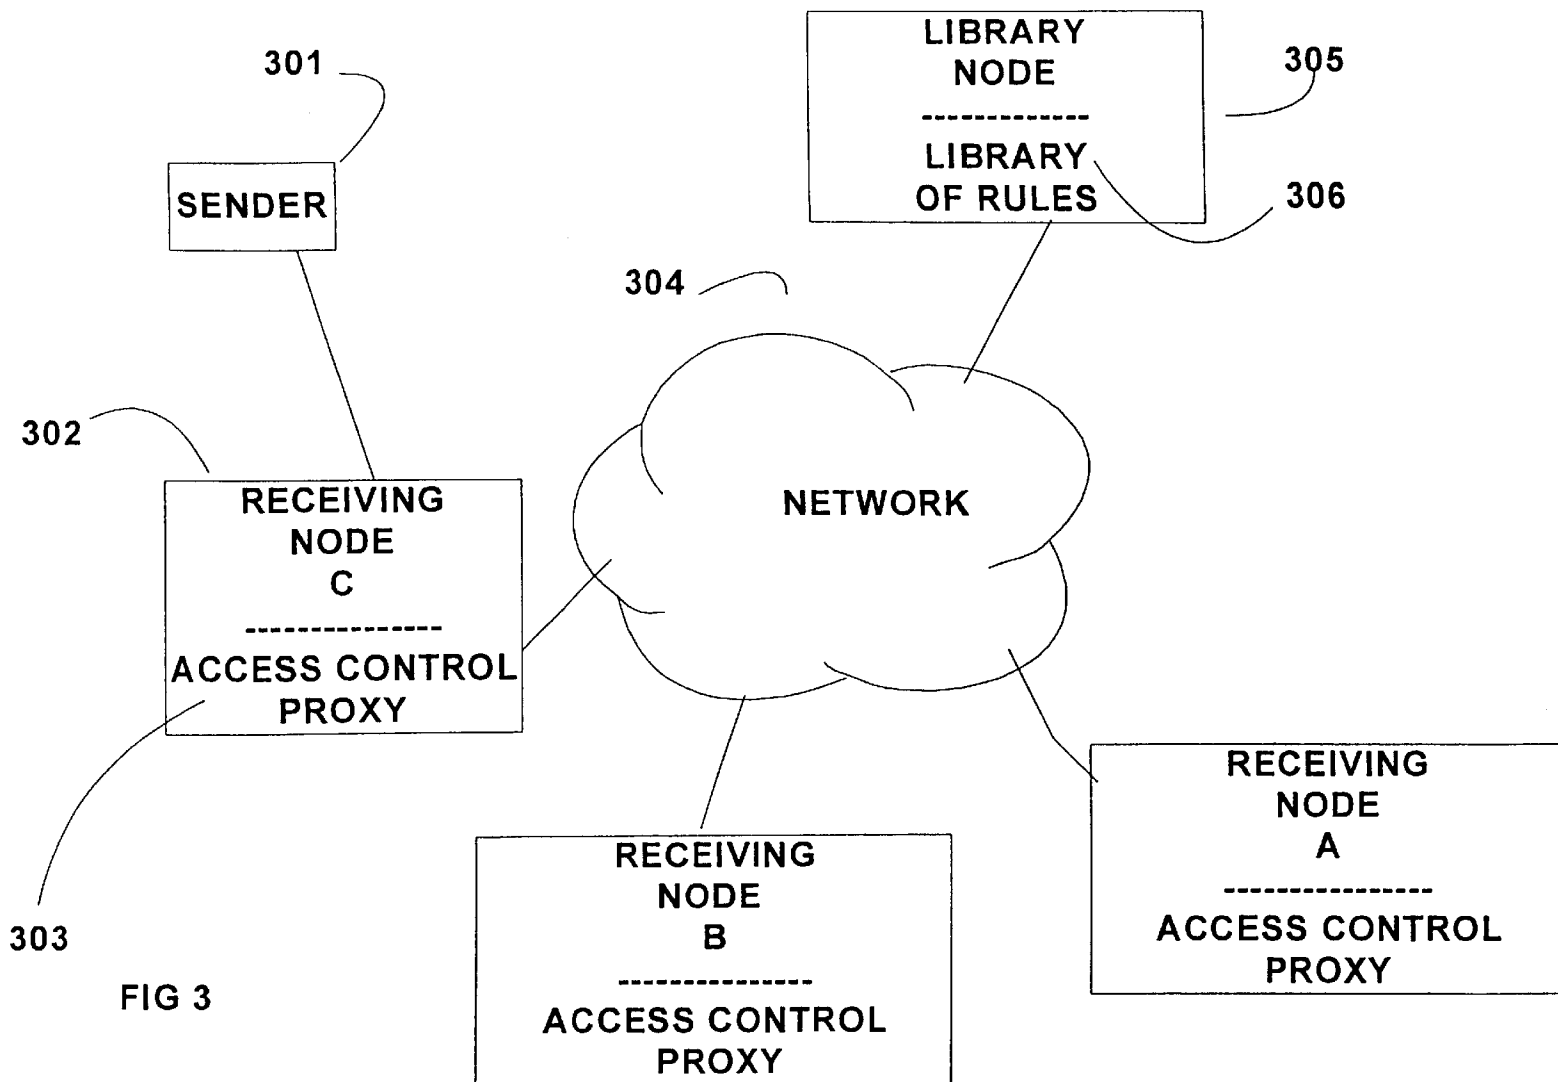 301
SENDER
LIBRARY
NODE
-------------
LIBRARY
OF RULES
305
306
304
NETWORK
302
RECEIVING
NODE
C
---------------
ACCESS CONTROL
PROXY
303
RECEIVING
NODE
B
---------------
ACCESS CONTROL
PROXY
RECEIVING
NODE
A
----------------
ACCESS CONTROL
PROXY
FIG 3